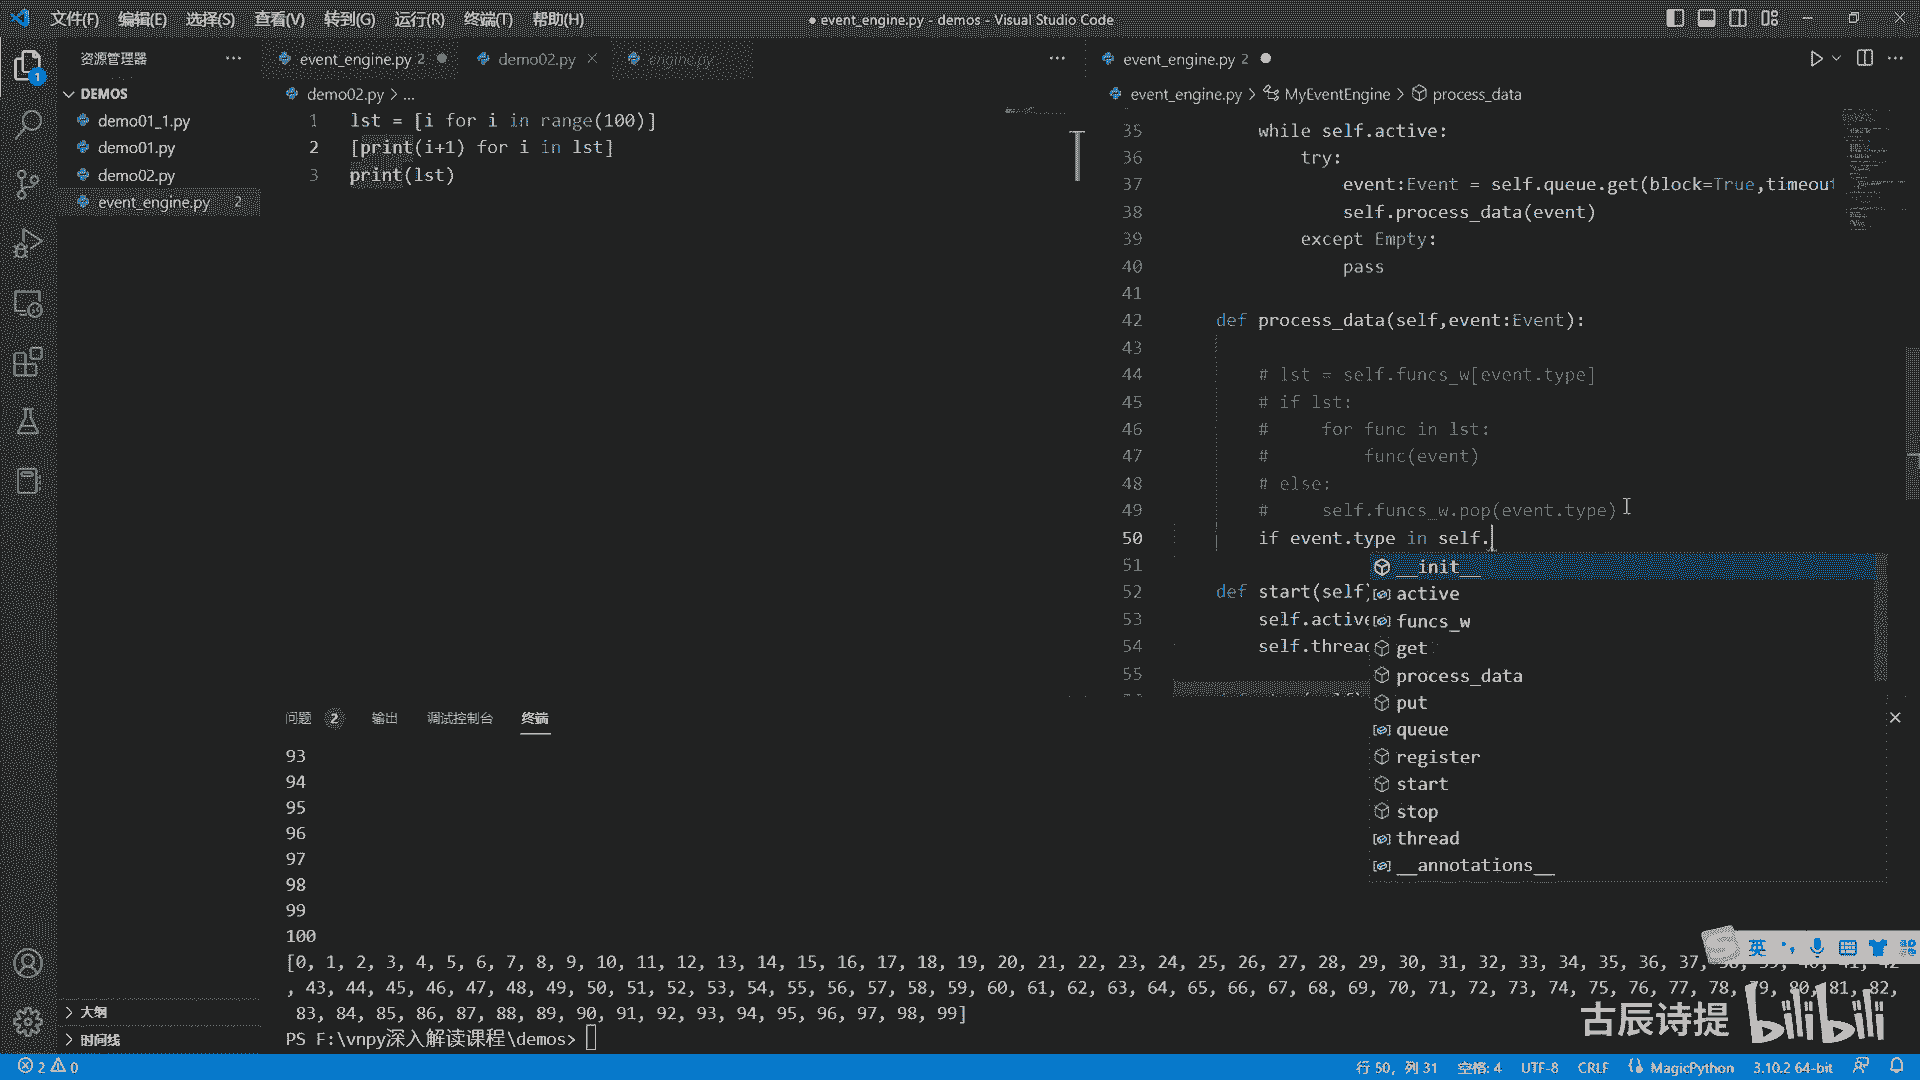 文件(F) 编辑(E) 选择(S) 查看(V) 转到(G) 运行(R) 终端(T) 帮助(H)
● event_engine.py - demos - Visual Studio Code
资源管理器
DEMOS
demo01_1.py
demo01.py
demo02.py
event_engine.py 2
大纲
时间线
event_engine.py 2
demo02.py
engine.py
demo02.py > ...
1 lst = [i for i in range(100)]
2 [print(i+1) for i in lst]
3 print(lst)
event_engine.py 2
event_engine.py > MyEventEngine > process_data
35 while self.active:
36 try:
37 event:Event = self.queue.get(block=True,timeout
38 self.process_data(event)
39 except Empty:
40 pass
41
42 def process_data(self,event:Event):
43
44 # lst = self.funcs_w[event.type]
45 # if lst:
46 # for func in lst:
47 # func(event)
48 # else:
49 # self.funcs_w.pop(event.type)
50 if event.type in self.
51
52 def start(self)
53 self.active
54 self.thread
55
__init__
active
funcs_w
get
process_data
put
queue
register
start
stop
thread
__annotations__
问题 2 输出 调试控制台 终端
93
94
95
96
97
98
99
100
[0, 1, 2, 3, 4, 5, 6, 7, 8, 9, 10, 11, 12, 13, 14, 15, 16, 17, 18, 19, 20, 21, 22, 23, 24, 25, 26, 27, 28, 29, 30, 31, 32, 33, 34, 35, 36, 37, 38, 39, 40, 41, 42
, 43, 44, 45, 46, 47, 48, 49, 50, 51, 52, 53, 54, 55, 56, 57, 58, 59, 60, 61, 62, 63, 64, 65, 66, 67, 68, 69, 70, 71, 72, 73, 74, 75, 76, 77, 78, 79, 80, 81, 82,
83, 84, 85, 86, 87, 88, 89, 90, 91, 92, 93, 94, 95, 96, 97, 98, 99]
PS F:\vnpy深入解读课程\demos>
英
古辰诗提 bilibili
2 0
行 50, 列 31 空格: 4 UTF-8 CRLF MagicPython 3.10.2 64-bit
1